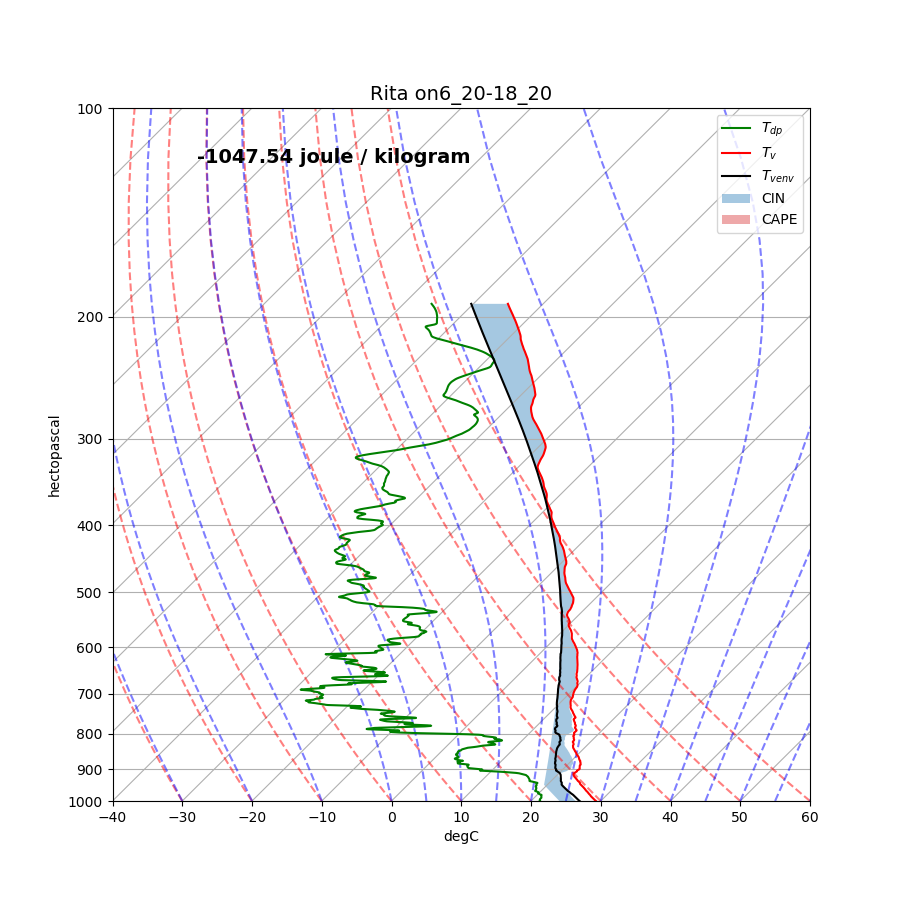 Rita on6_20-18_20
-1047.54 joule / kilogram
T_dp
T_v
T_venv
CIN
CAPE
hectopascal
100
200
300
400
500
600
700
800
900
1000
−40 −30 −20 −10 0 10 20 30 40 50 60
degC